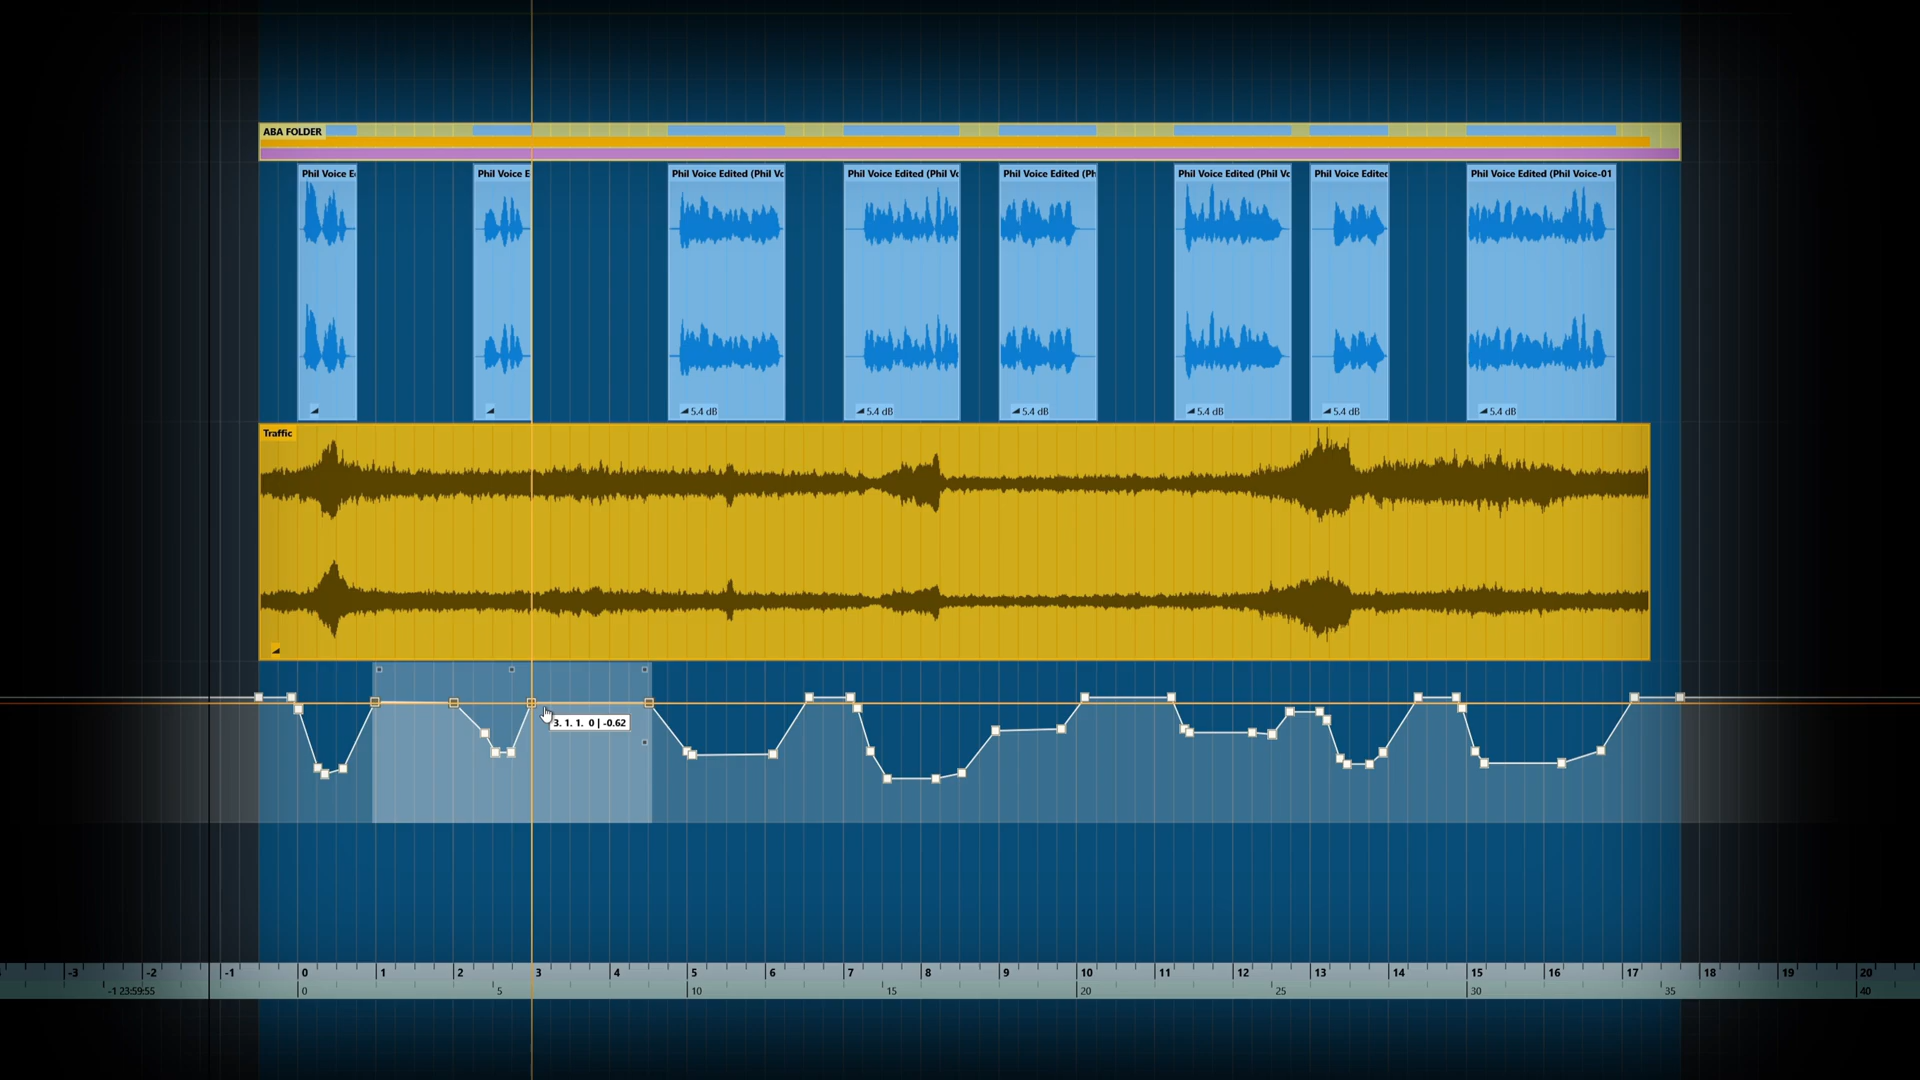 ABA FOLDER
Phil Voice E
Phil Voice E
Phil Voice Edited (Phil Vc
Phil Voice Edited (Phil Vc
Phil Voice Edited (Ph
Phil Voice Edited (Phil Vc
Phil Voice Edited
Phil Voice Edited (Phil Voice-01
5.4 dB
5.4 dB
5.4 dB
5.4 dB
5.4 dB
5.4 dB
Traffic
3. 1. 1. 0 | -0.62
-3 -2 -1 0 1 2 3 4 5 6 7 8 9 10 11 12 13 14 15 16 17 18 19 20
-1 23:59:55 0 5 10 15 20 25 30 35 40